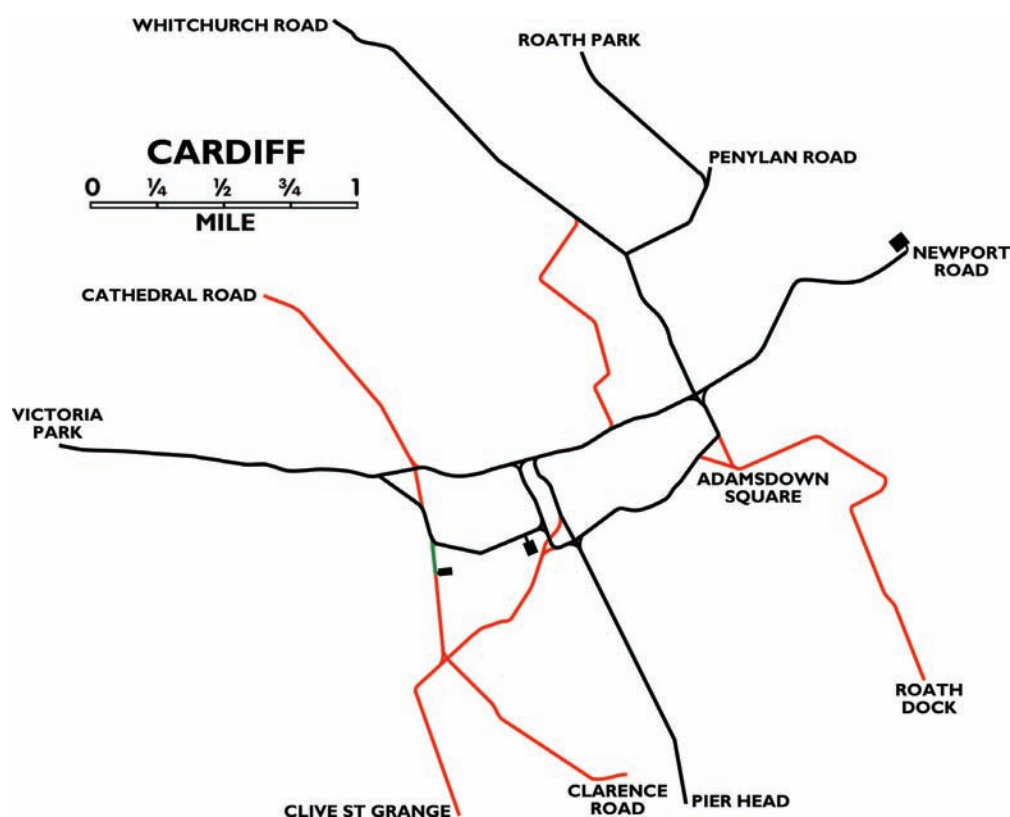 WHITCHURCH ROAD
ROATH PARK
CARDIFF
0 ¼ ½ ¾ 1
MILE
PENYLAN ROAD
NEWPORT
ROAD
CATHEDRAL ROAD
VICTORIA
PARK
ADAMSDOWN
SQUARE
ROATH
DOCK
CLIVE ST GRANGE
CLARENCE
ROAD
PIER HEAD